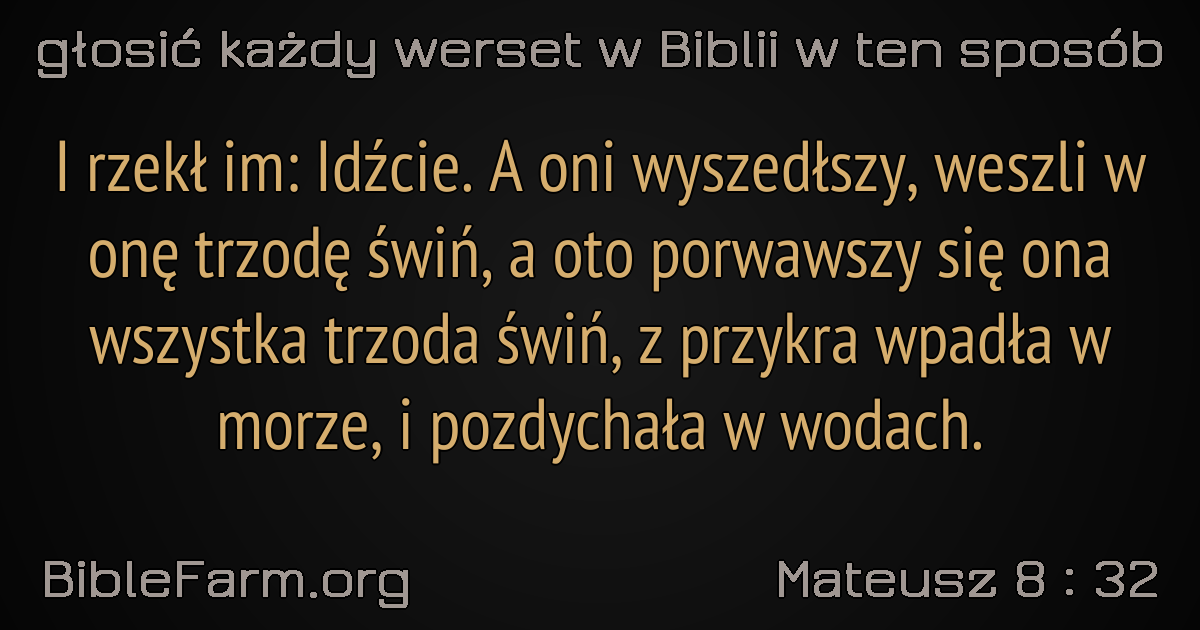 głosić każdy werset w Biblii w ten sposób
I rzekł im: Idźcie. A oni wyszedłszy, weszli w
onę trzodę świń, a oto porwawszy się ona
wszystka trzoda świń, z przykra wpadła w
morze, i pozdychała w wodach.
BibleFarm.org
Mateusz 8 : 32